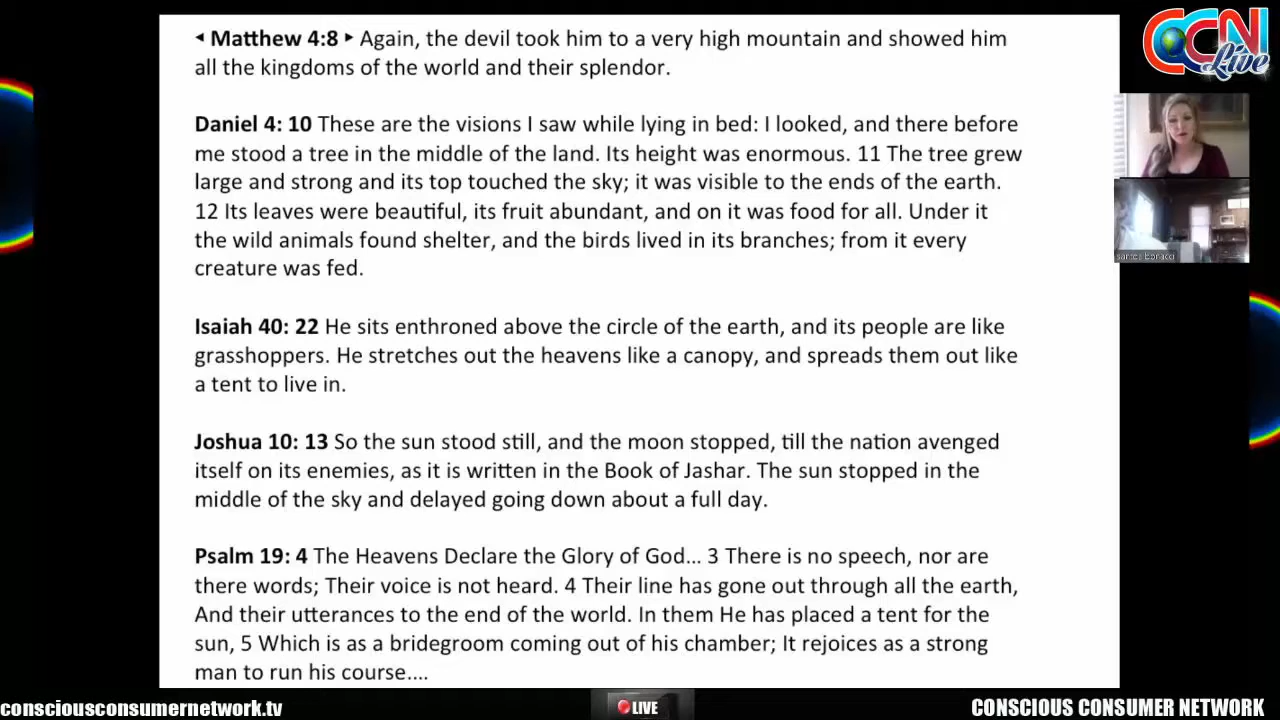 ◂ Matthew 4:8 ▸ Again, the devil took him to a very high mountain and showed him
all the kingdoms of the world and their splendor.
Daniel 4: 10 These are the visions I saw while lying in bed: I looked, and there before
me stood a tree in the middle of the land. Its height was enormous. 11 The tree grew
large and strong and its top touched the sky; it was visible to the ends of the earth.
12 Its leaves were beautiful, its fruit abundant, and on it was food for all. Under it
the wild animals found shelter, and the birds lived in its branches; from it every
creature was fed.
Isaiah 40: 22 He sits enthroned above the circle of the earth, and its people are like
grasshoppers. He stretches out the heavens like a canopy, and spreads them out like
a tent to live in.
Joshua 10: 13 So the sun stood still, and the moon stopped, till the nation avenged
itself on its enemies, as it is written in the Book of Jashar. The sun stopped in the
middle of the sky and delayed going down about a full day.
Psalm 19: 4 The Heavens Declare the Glory of God... 3 There is no speech, nor are
there words; Their voice is not heard. 4 Their line has gone out through all the earth,
And their utterances to the end of the world. In them He has placed a tent for the
sun, 5 Which is as a bridegroom coming out of his chamber; It rejoices as a strong
man to run his course....
CCN
Live
consciousconsumernetwork.tv
LIVE
CONSCIOUS CONSUMER NETWORK